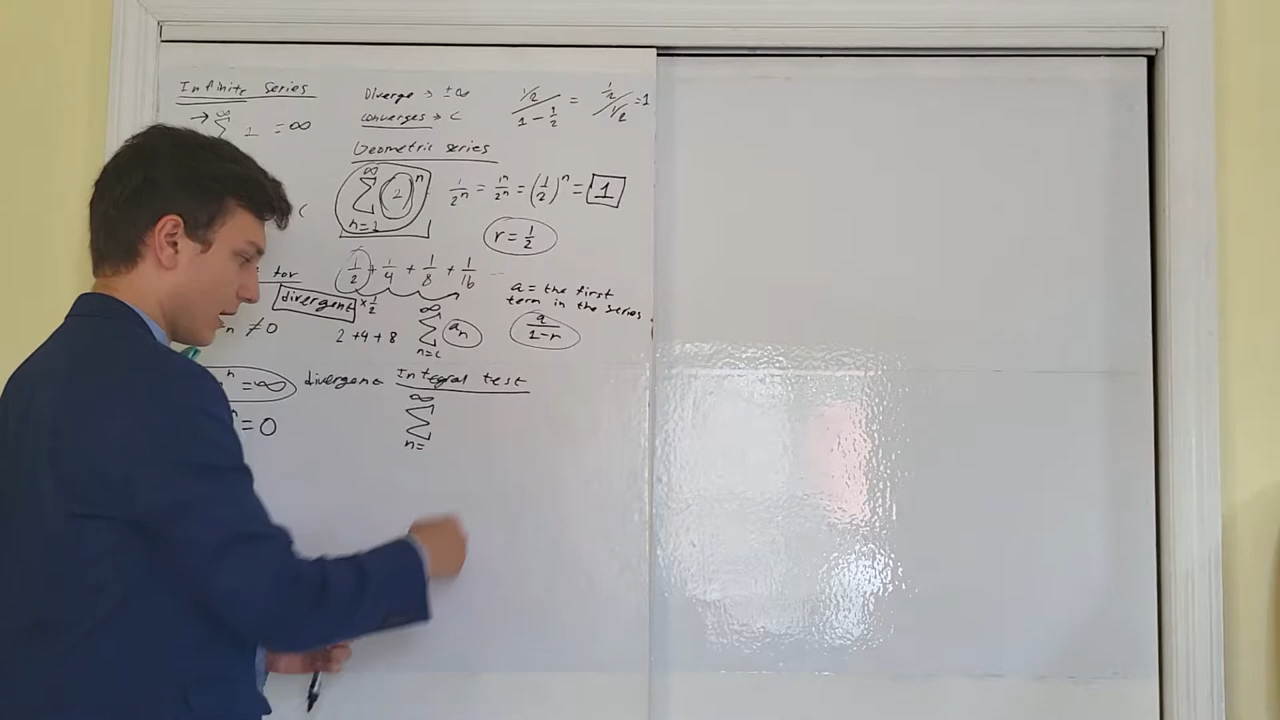 Infinite series
→ ∞ Σ 1 = ∞
Diverge → ±∞
converges → C
(1/2)/(1 - 1/2) = (1/2)/(1/2) = 1
Geometric series
∞ Σ n=1 (2)^n
1/2^n = 1^n/2^n = (1/2)^n = 1
r = 1/2
1/2 + 1/4 + 1/8 + 1/16 ...
for
divergent
× 1/2
a = the first
term in the series.
a/(1-r)
n ≠ 0
2 + 4 + 8
∞ Σ n=c a_n
n = ∞ divergent
Integral test
= 0
∞ Σ n=